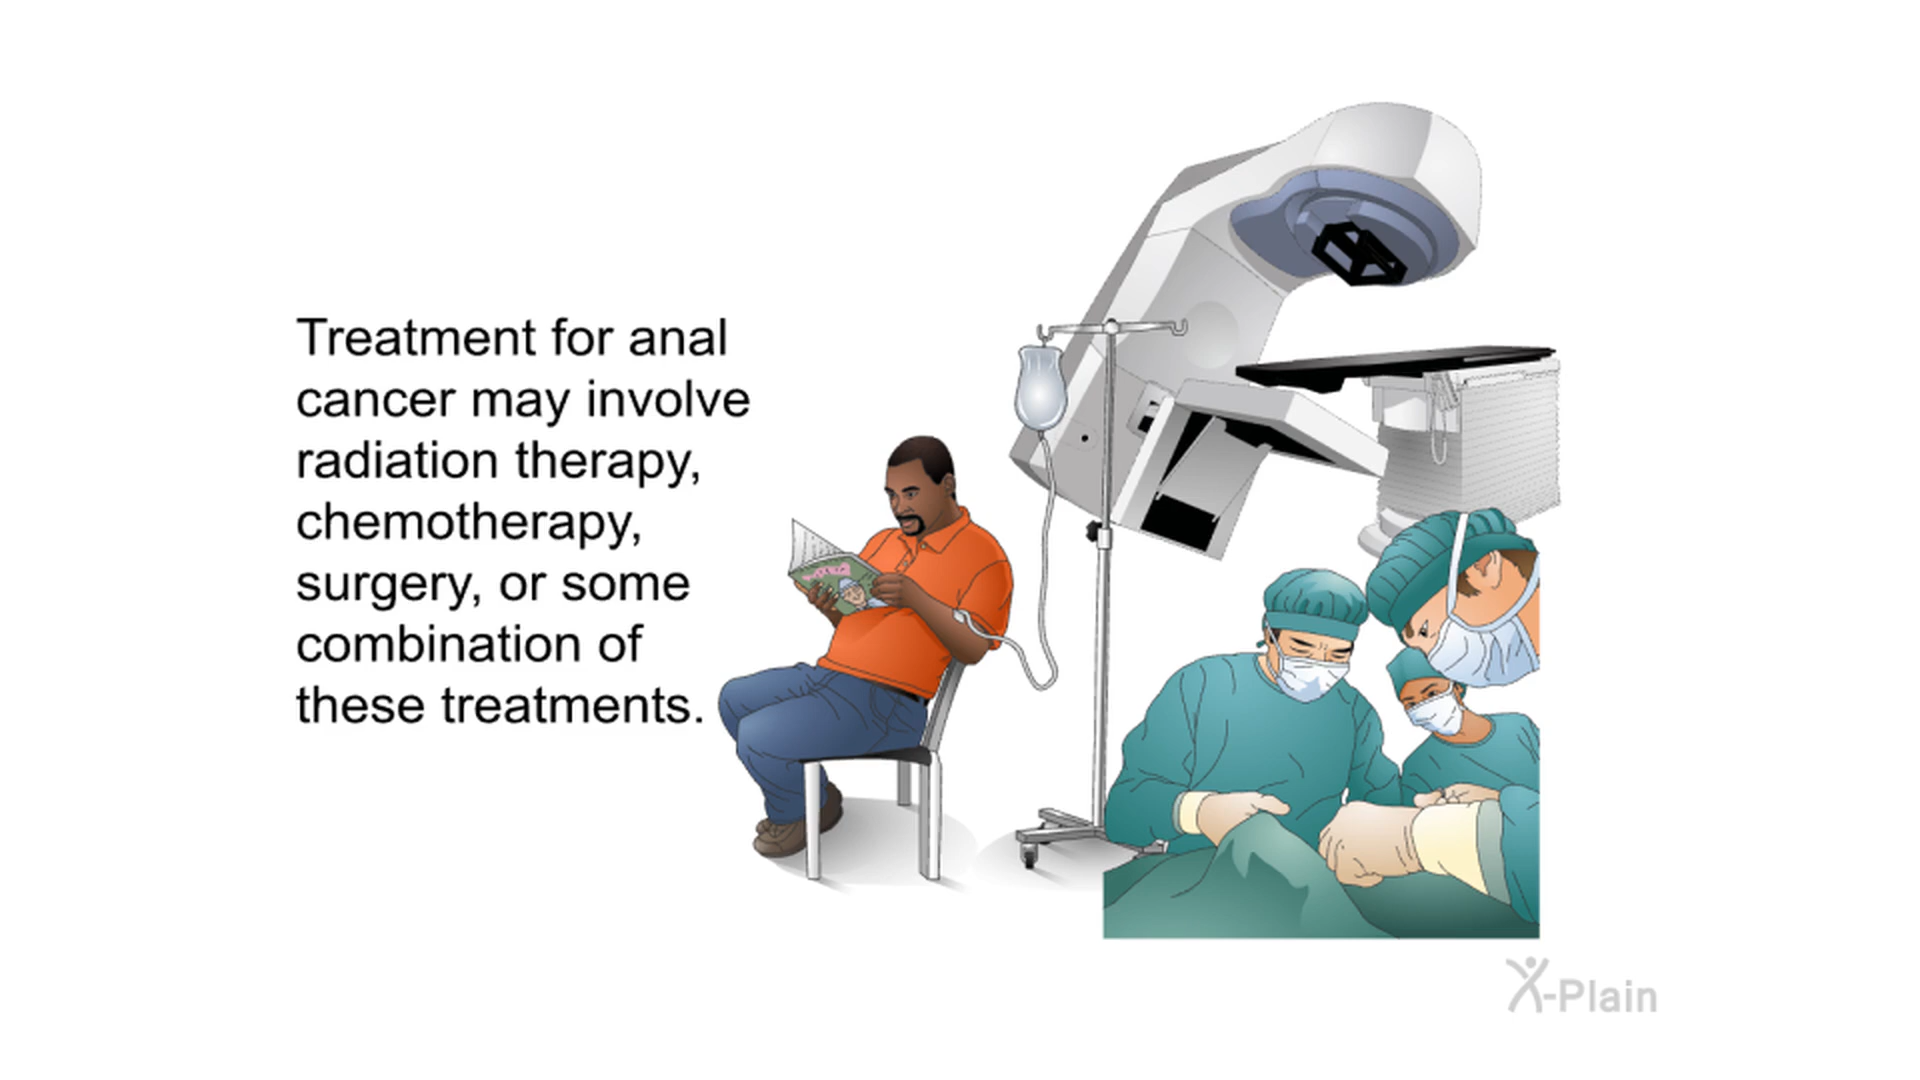 Treatment for anal
cancer may involve
radiation therapy,
chemotherapy,
surgery, or some
combination of
these treatments.
X-Plain